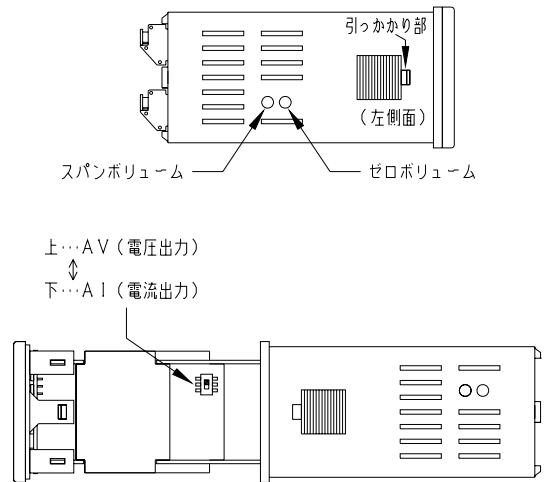 引っかかり部
(左側面)
スパンボリューム
ゼロボリューム
上…AV(電圧出力)
下…AI(電流出力)